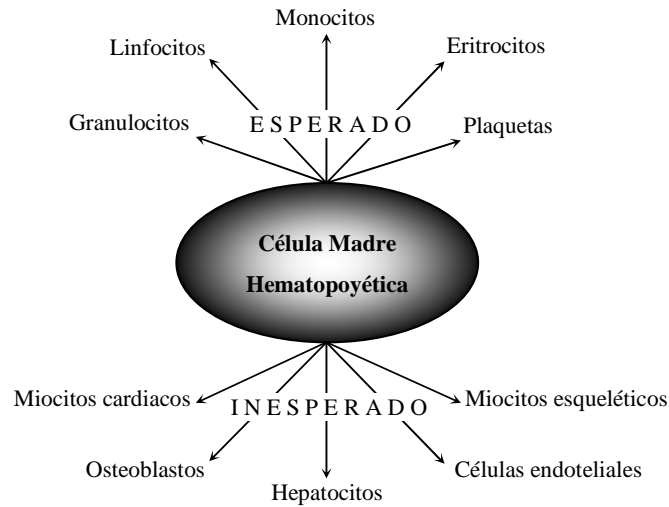 Monocitos
Linfocitos
Eritrocitos
Granulocitos
E S P E R A D O
Plaquetas
Célula Madre
Hematopoyética
Miocitos cardiacos
I N E S P E R A D O
Miocitos esqueléticos
Osteoblastos
Células endoteliales
Hepatocitos